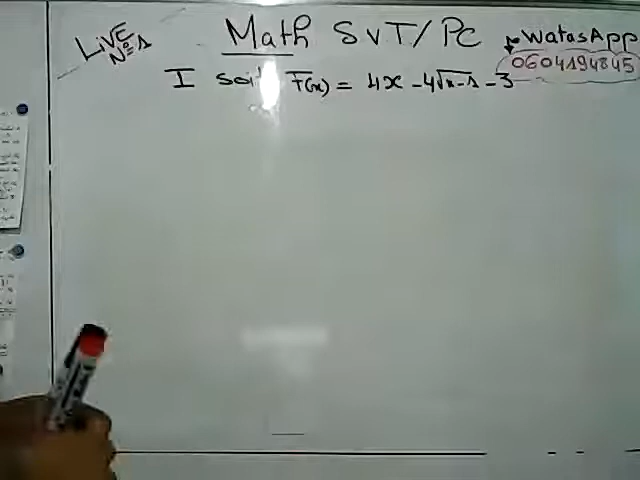 LiVE
N°1
Math SVT/Pc
WatasApp
0604194845
I soit F(x) = 4x - 4√x-1 - 3